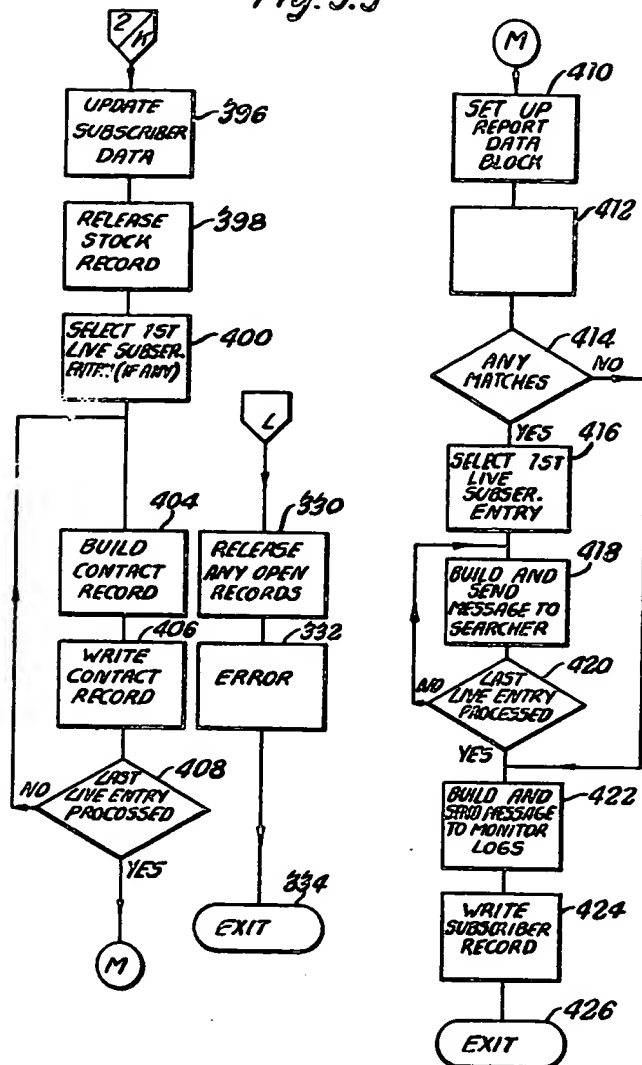 2/K
UPDATE
SUBSCRIBER
DATA
396
RELEASE
STOCK
RECORD
398
SELECT 1ST
LIVE SUBSER.
(IF ANY)
400
BUILD
CONTACT
RECORD
404
WRITE
CONTACT
RECORD
406
LAST
LIVE ENTRY
PROCOSSED
408
NO
YES
M
L
RELEASE
ANY OPEN
RECORDS
330
ERROR
332
EXIT
334
M
SET UP
REPORT
DATA
BLOCK
410
412
ANY
MATCHES
414
NO
YES
SELECT 1ST
LIVE
SUBSER.
ENTRY
416
BUILD AND
SEND
MESSAGE TO
SEARCHER
418
LAST
LIVE ENTRY
PROCESSED
420
NO
YES
BUILD AND
SEND MESSAGE
TO MONITOR
LOGS
422
WRITE
SUBSCRIBER
RECORD
424
EXIT
426